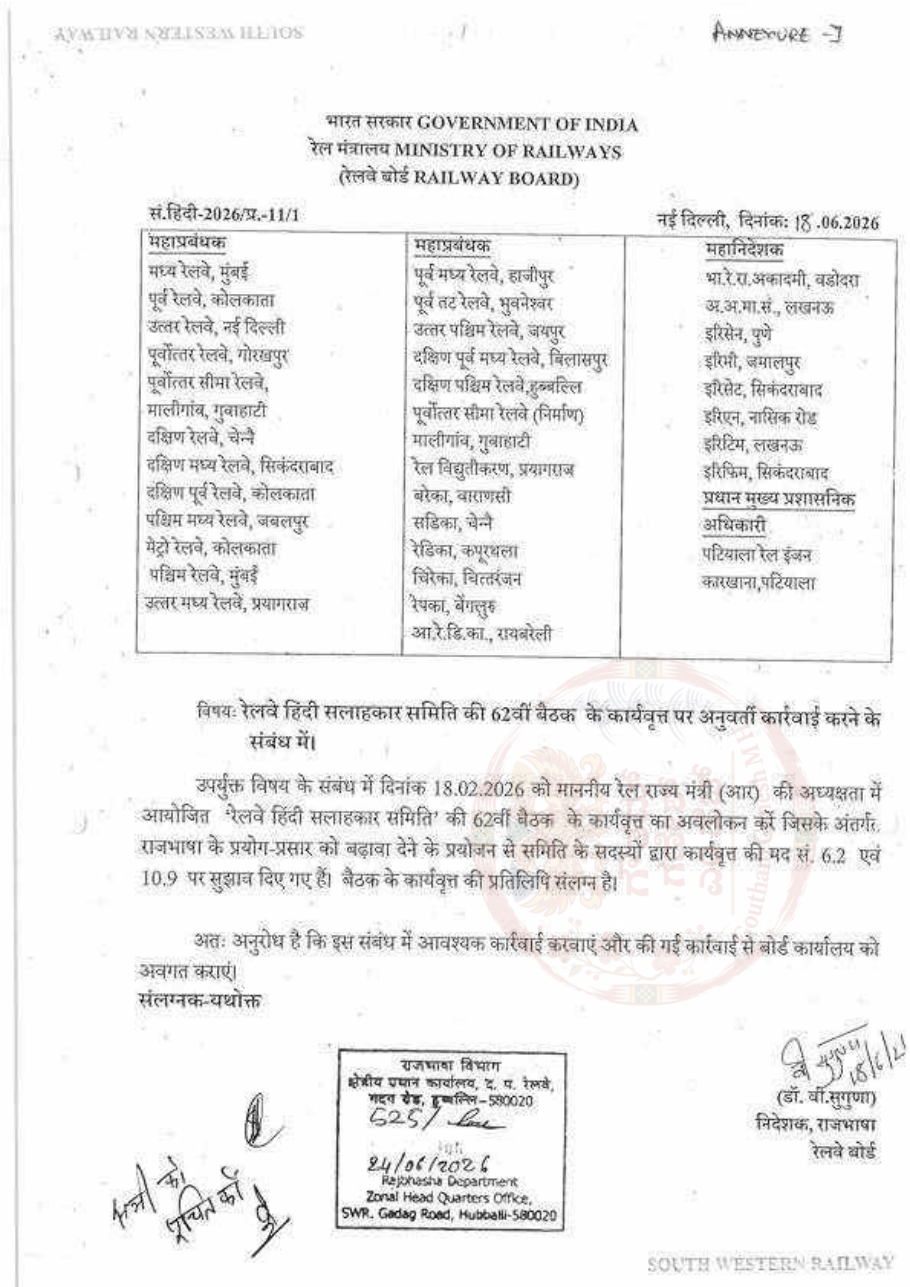 SOUTH WESTERN RAILWAY
ANNEXURE -I
भारत सरकार GOVERNMENT OF INDIA
रेल मंत्रालय MINISTRY OF RAILWAYS
(रेलवे बोर्ड RAILWAY BOARD)
सं.हिंदी-2026/प्र.-11/1
नई दिल्ली, दिनांक: 18 .06.2026
महाप्रबंधक
मध्य रेलवे, मुंबई
पूर्व रेलवे, कोलकाता
उत्तर रेलवे, नई दिल्ली
पूर्वोत्तर रेलवे, गोरखपुर
पूर्वोत्तर सीमा रेलवे,
मालीगांव, गुवाहाटी
दक्षिण रेलवे, चेन्नै
दक्षिण मध्य रेलवे, सिकंदराबाद
दक्षिण पूर्व रेलवे, कोलकाता
पश्चिम मध्य रेलवे, जबलपुर
मेट्रो रेलवे, कोलकाता
पश्चिम रेलवे, मुंबई
उत्तर मध्य रेलवे, प्रयागराज
महाप्रबंधक
पूर्व मध्य रेलवे, हाजीपुर
पूर्व तट रेलवे, भुवनेश्वर
उत्तर पश्चिम रेलवे, जयपुर
दक्षिण पूर्व मध्य रेलवे, बिलासपुर
दक्षिण पश्चिम रेलवे,हुब्बल्लि
पूर्वोत्तर सीमा रेलवे (निर्माण)
मालीगांव, गुवाहाटी
रेल विद्युतीकरण, प्रयागराज
बरेका, वाराणसी
सडिका, चेन्नै
रेडिका, कपूरथला
चिरेका, चित्तरंजन
रेपका, बेंगलुरु
आ.रे.डि.का., रायबरेली
महानिदेशक
भा.रे.रा.अकादमी, वडोदरा
अ.अ.मा.सं., लखनऊ
इरिसेन, पुणे
इरिमी, जमालपुर
इरिसेट, सिकंदराबाद
इरिएन, नासिक रोड
इरिटिम, लखनऊ
इरिफिम, सिकंदराबाद
प्रधान मुख्य प्रशासनिक
अधिकारी
पटियाला रेल इंजन
कारखाना,पटियाला
विषयः रेलवे हिंदी सलाहकार समिति की 62वीं बैठक के कार्यवृत्त पर अनुवर्ती कार्रवाई करने के
संबंध में।
उपर्युक्त विषय के संबंध में दिनांक 18.02.2026 को माननीय रेल राज्य मंत्री (आर) की अध्यक्षता में
आयोजित 'रेलवे हिंदी सलाहकार समिति' की 62वीं बैठक के कार्यवृत्त का अवलोकन करें जिसके अंतर्गत
राजभाषा के प्रयोग-प्रसार को बढ़ावा देने के प्रयोजन से समिति के सदस्यों द्वारा कार्यवृत्त की मद सं. 6.2 एवं
10.9 पर सुझाव दिए गए हैं। बैठक के कार्यवृत्त की प्रतिलिपि संलग्न है।
अतः अनुरोध है कि इस संबंध में आवश्यक कार्रवाई करवाएं और की गई कार्रवाई से बोर्ड कार्यालय को
अवगत कराएं।
संलग्नक-यथोक्त
18/6/26
(डॉ. वी.सुगुणा)
निदेशक, राजभाषा
रेलवे बोर्ड
राजभाषा विभाग
क्षेत्रीय प्रधान कार्यालय, द. प. रेलवे,
गदग रोड, हुब्बल्लि-580020
525/
24/06/2026
Rajbhasha Department
Zonal Head Quarters Office,
SWR. Gadag Road, Hubballi-580020
सभी को
सूचित करें
SOUTH WESTERN RAILWAY